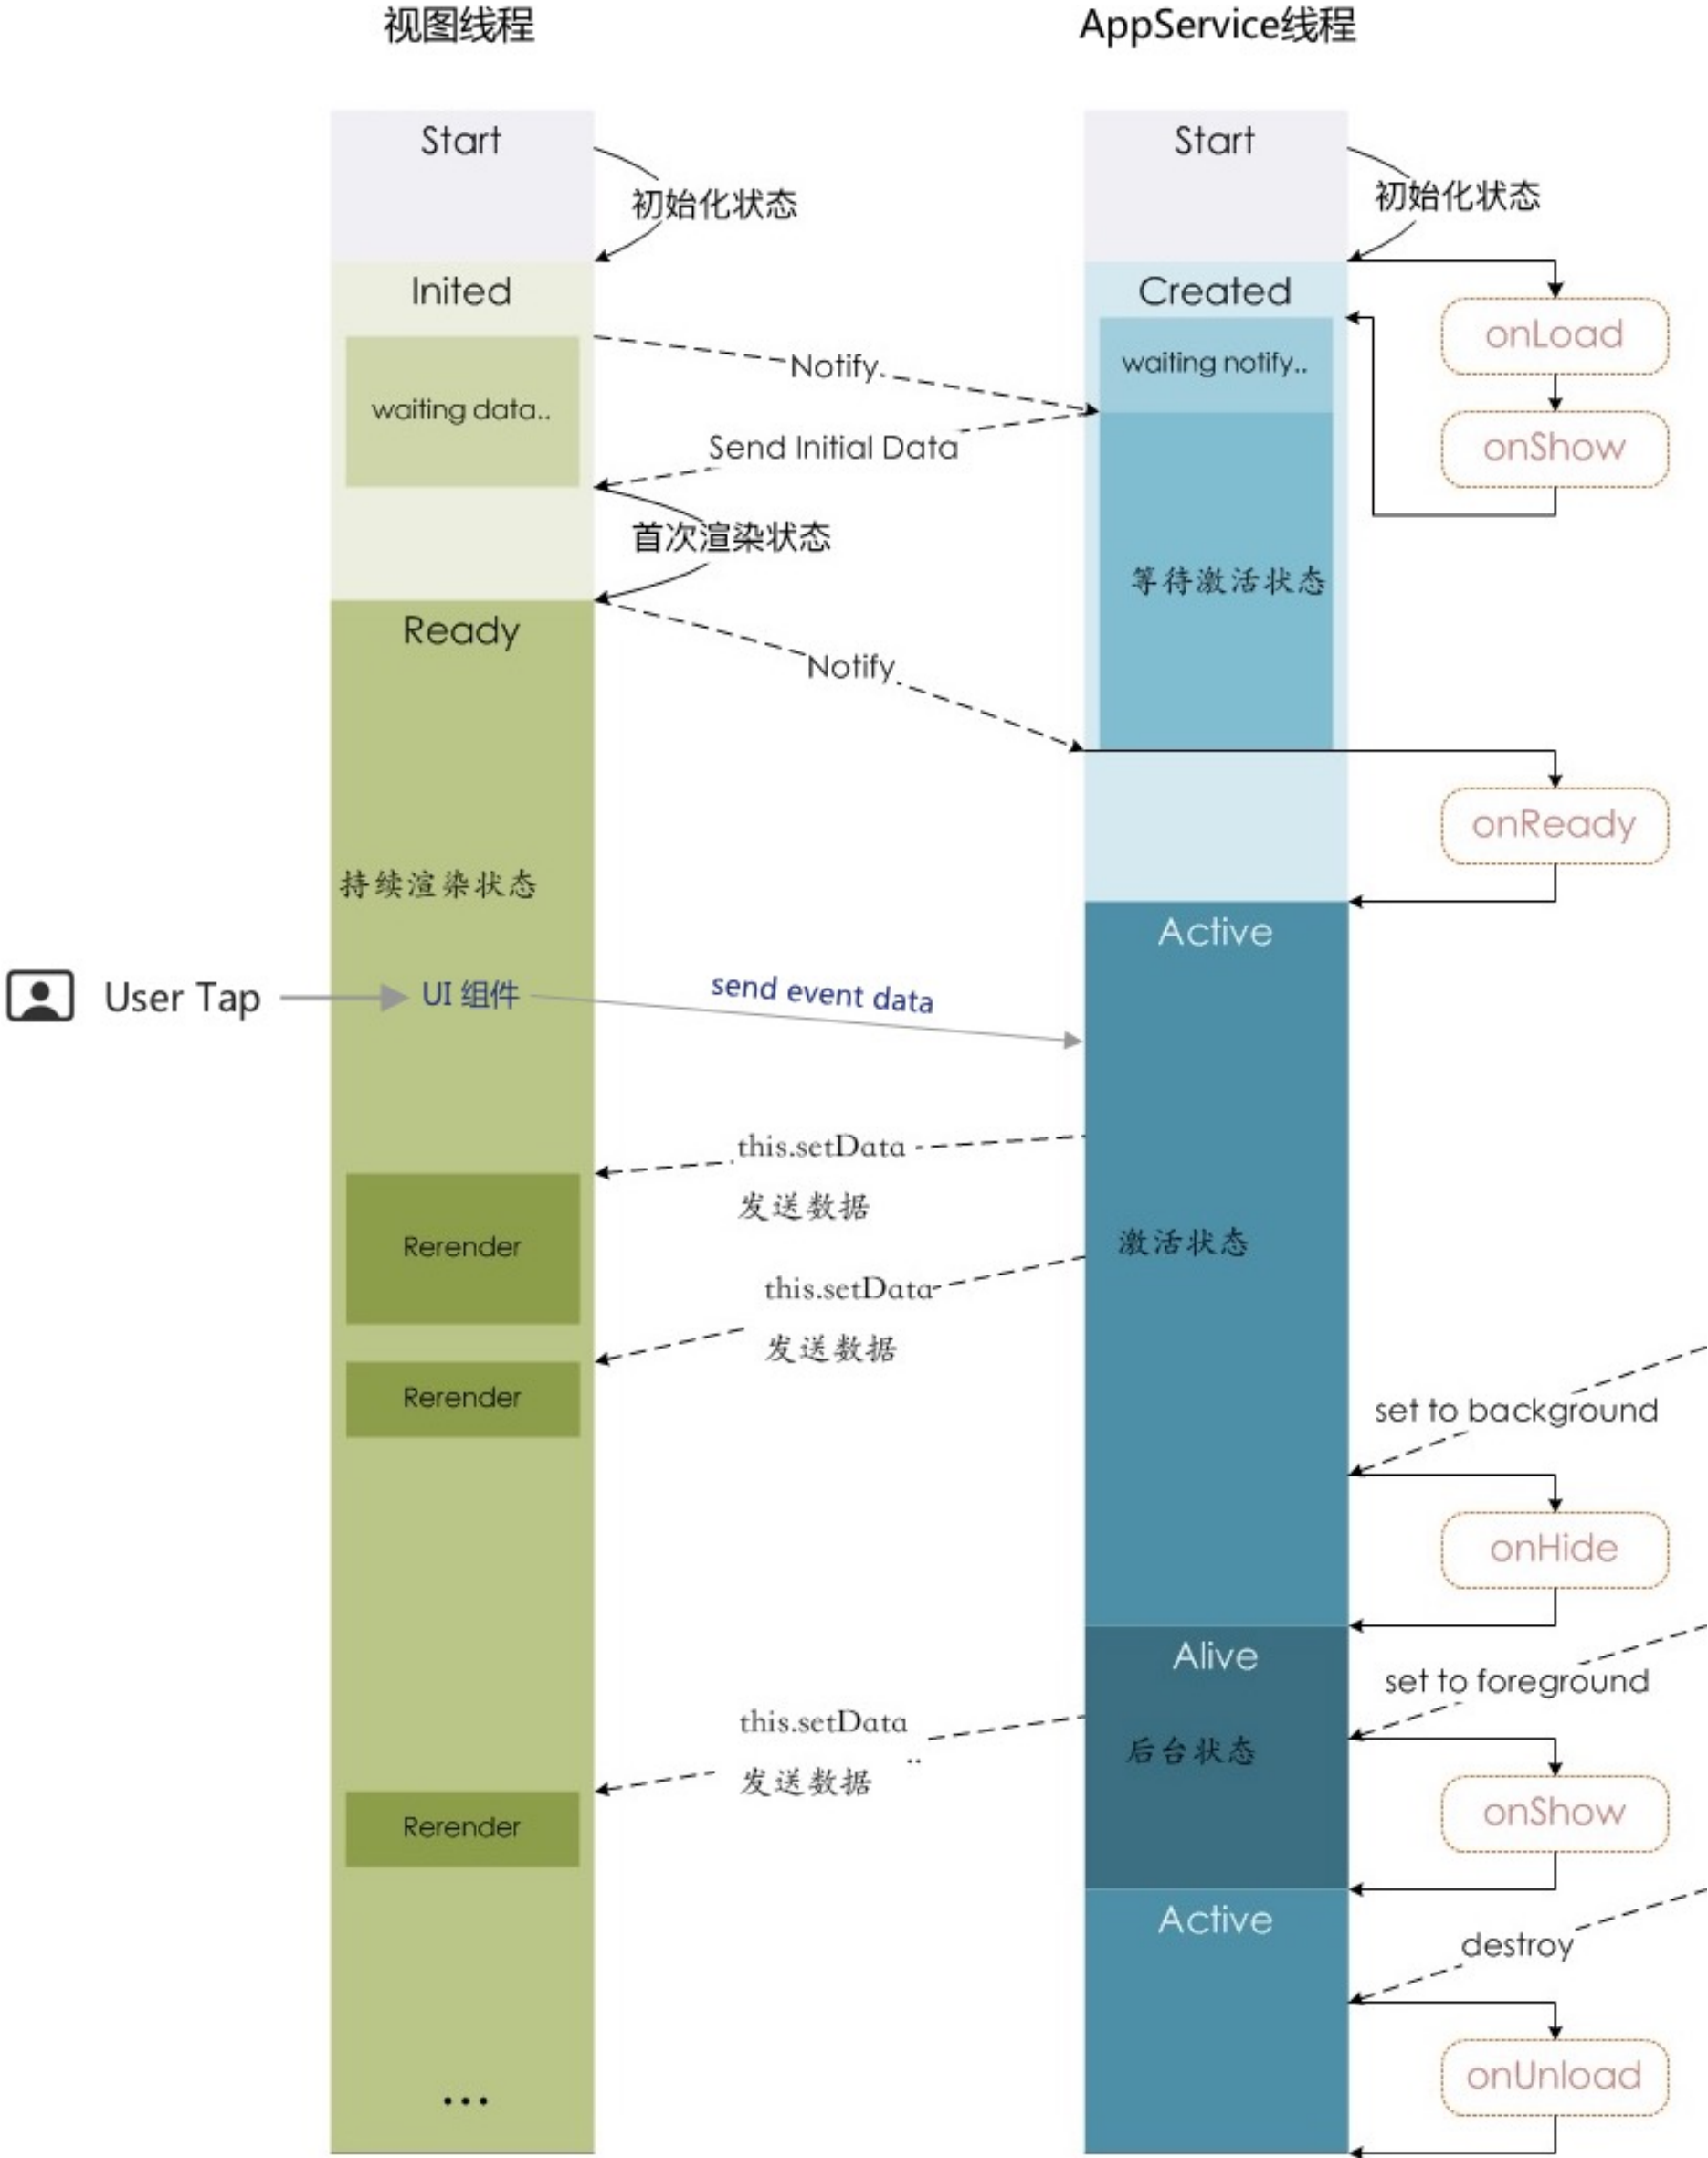 视图线程
AppService线程
Start
Start
初始化状态
初始化状态
Inited
Created
onLoad
waiting notify..
Notify
waiting data..
Send Initial Data
onShow
首次渲染状态
等待激活状态
Ready
Notify
onReady
持续渲染状态
Active
User Tap
UI 组件
send event data
this.setData
发送数据
Rerender
激活状态
this.setData
发送数据
Rerender
set to background
onHide
Alive
set to foreground
this.setData
..
发送数据
后台状态
Rerender
onShow
Active
destroy
onUnload
...